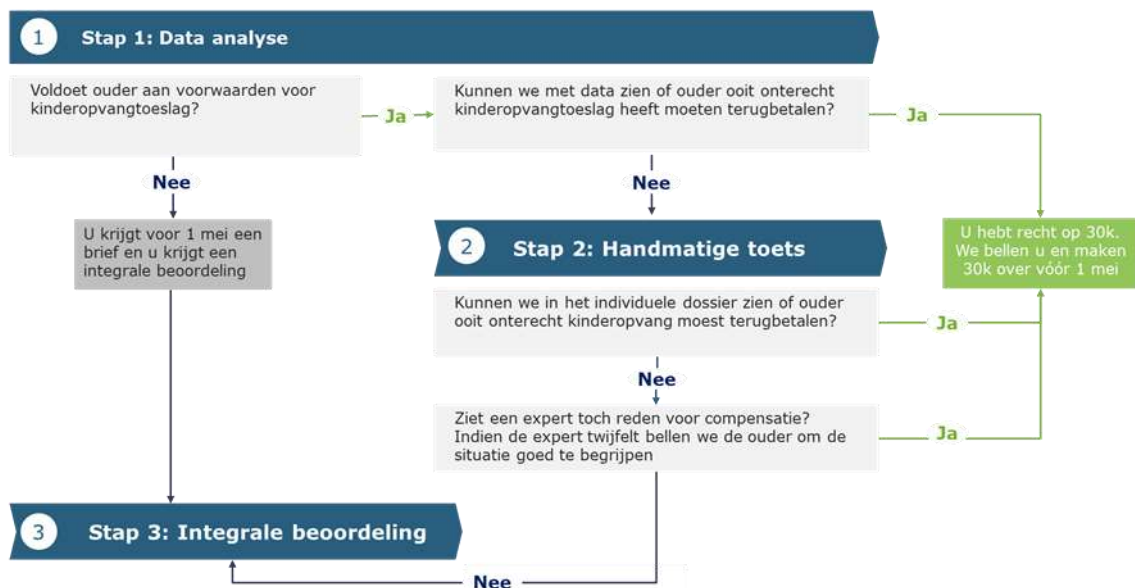 1
Stap 1: Data analyse
Voldoet ouder aan voorwaarden voor
kinderopvangtoeslag?
Ja
Kunnen we met data zien of ouder ooit onterecht
kinderopvangtoeslag heeft moeten terugbetalen?
Ja
Nee
Nee
U krijgt voor 1 mei een
brief en u krijgt een
integrale beoordeling
2
Stap 2: Handmatige toets
U hebt recht op 30k.
We bellen u en maken
30k over vóór 1 mei
Kunnen we in het individuele dossier zien of ouder
ooit onterecht kinderopvang moest terugbetalen?
Ja
Nee
Ziet een expert toch reden voor compensatie?
Indien de expert twijfelt bellen we de ouder om de
situatie goed te begrijpen
Ja
3
Stap 3: Integrale beoordeling
Nee